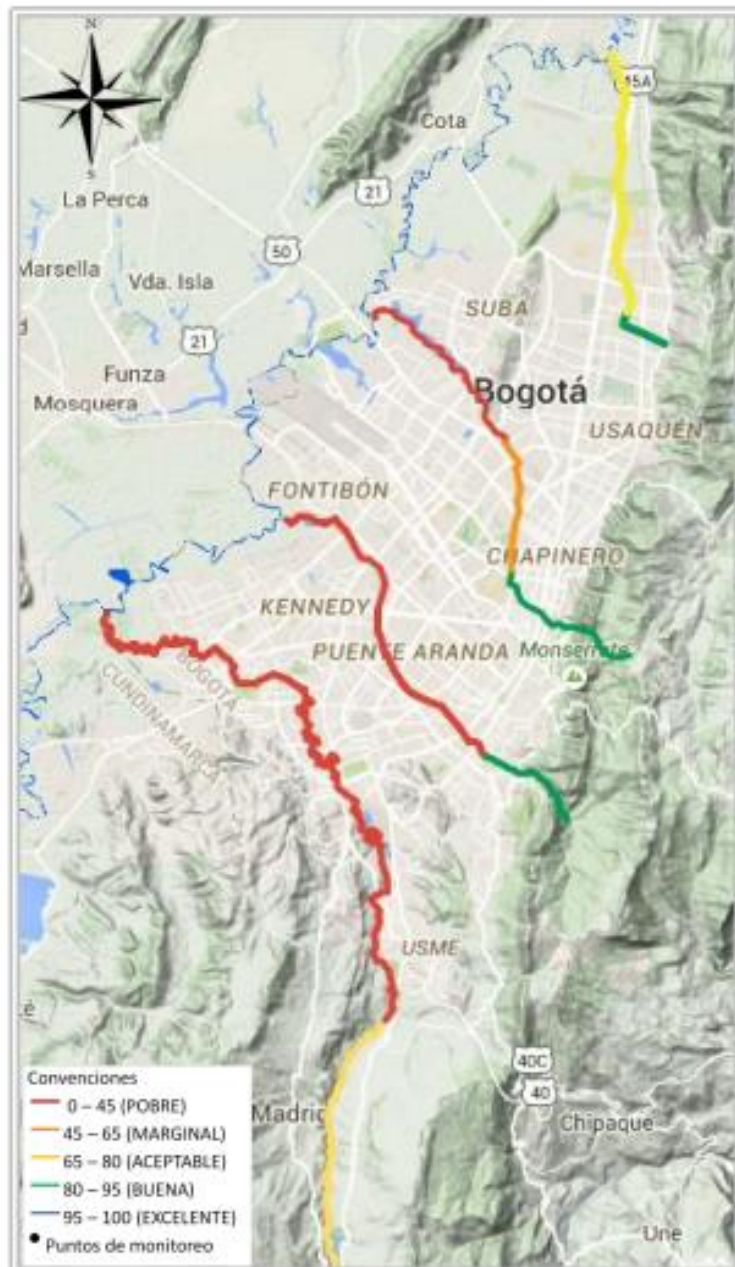 N
S
45A
Cota
21
La Perca
50
Marsella
Vda. Isla
SUBA
21
Funza
Bogotá
Mosquera
USAQUÉN
FONTIBÓN
CHAPINERO
KENNEDY
PUENTE ARANDA
Monserrate
BOGOTÁ
CUNDINAMARCA
USME
40C
40
Convenciones
0 – 45 (POBRE)
Madrid
Chipaque
45 – 65 (MARGINAL)
65 – 80 (ACEPTABLE)
80 – 95 (BUENA)
95 – 100 (EXCELENTE)
Une
Puntos de monitoreo